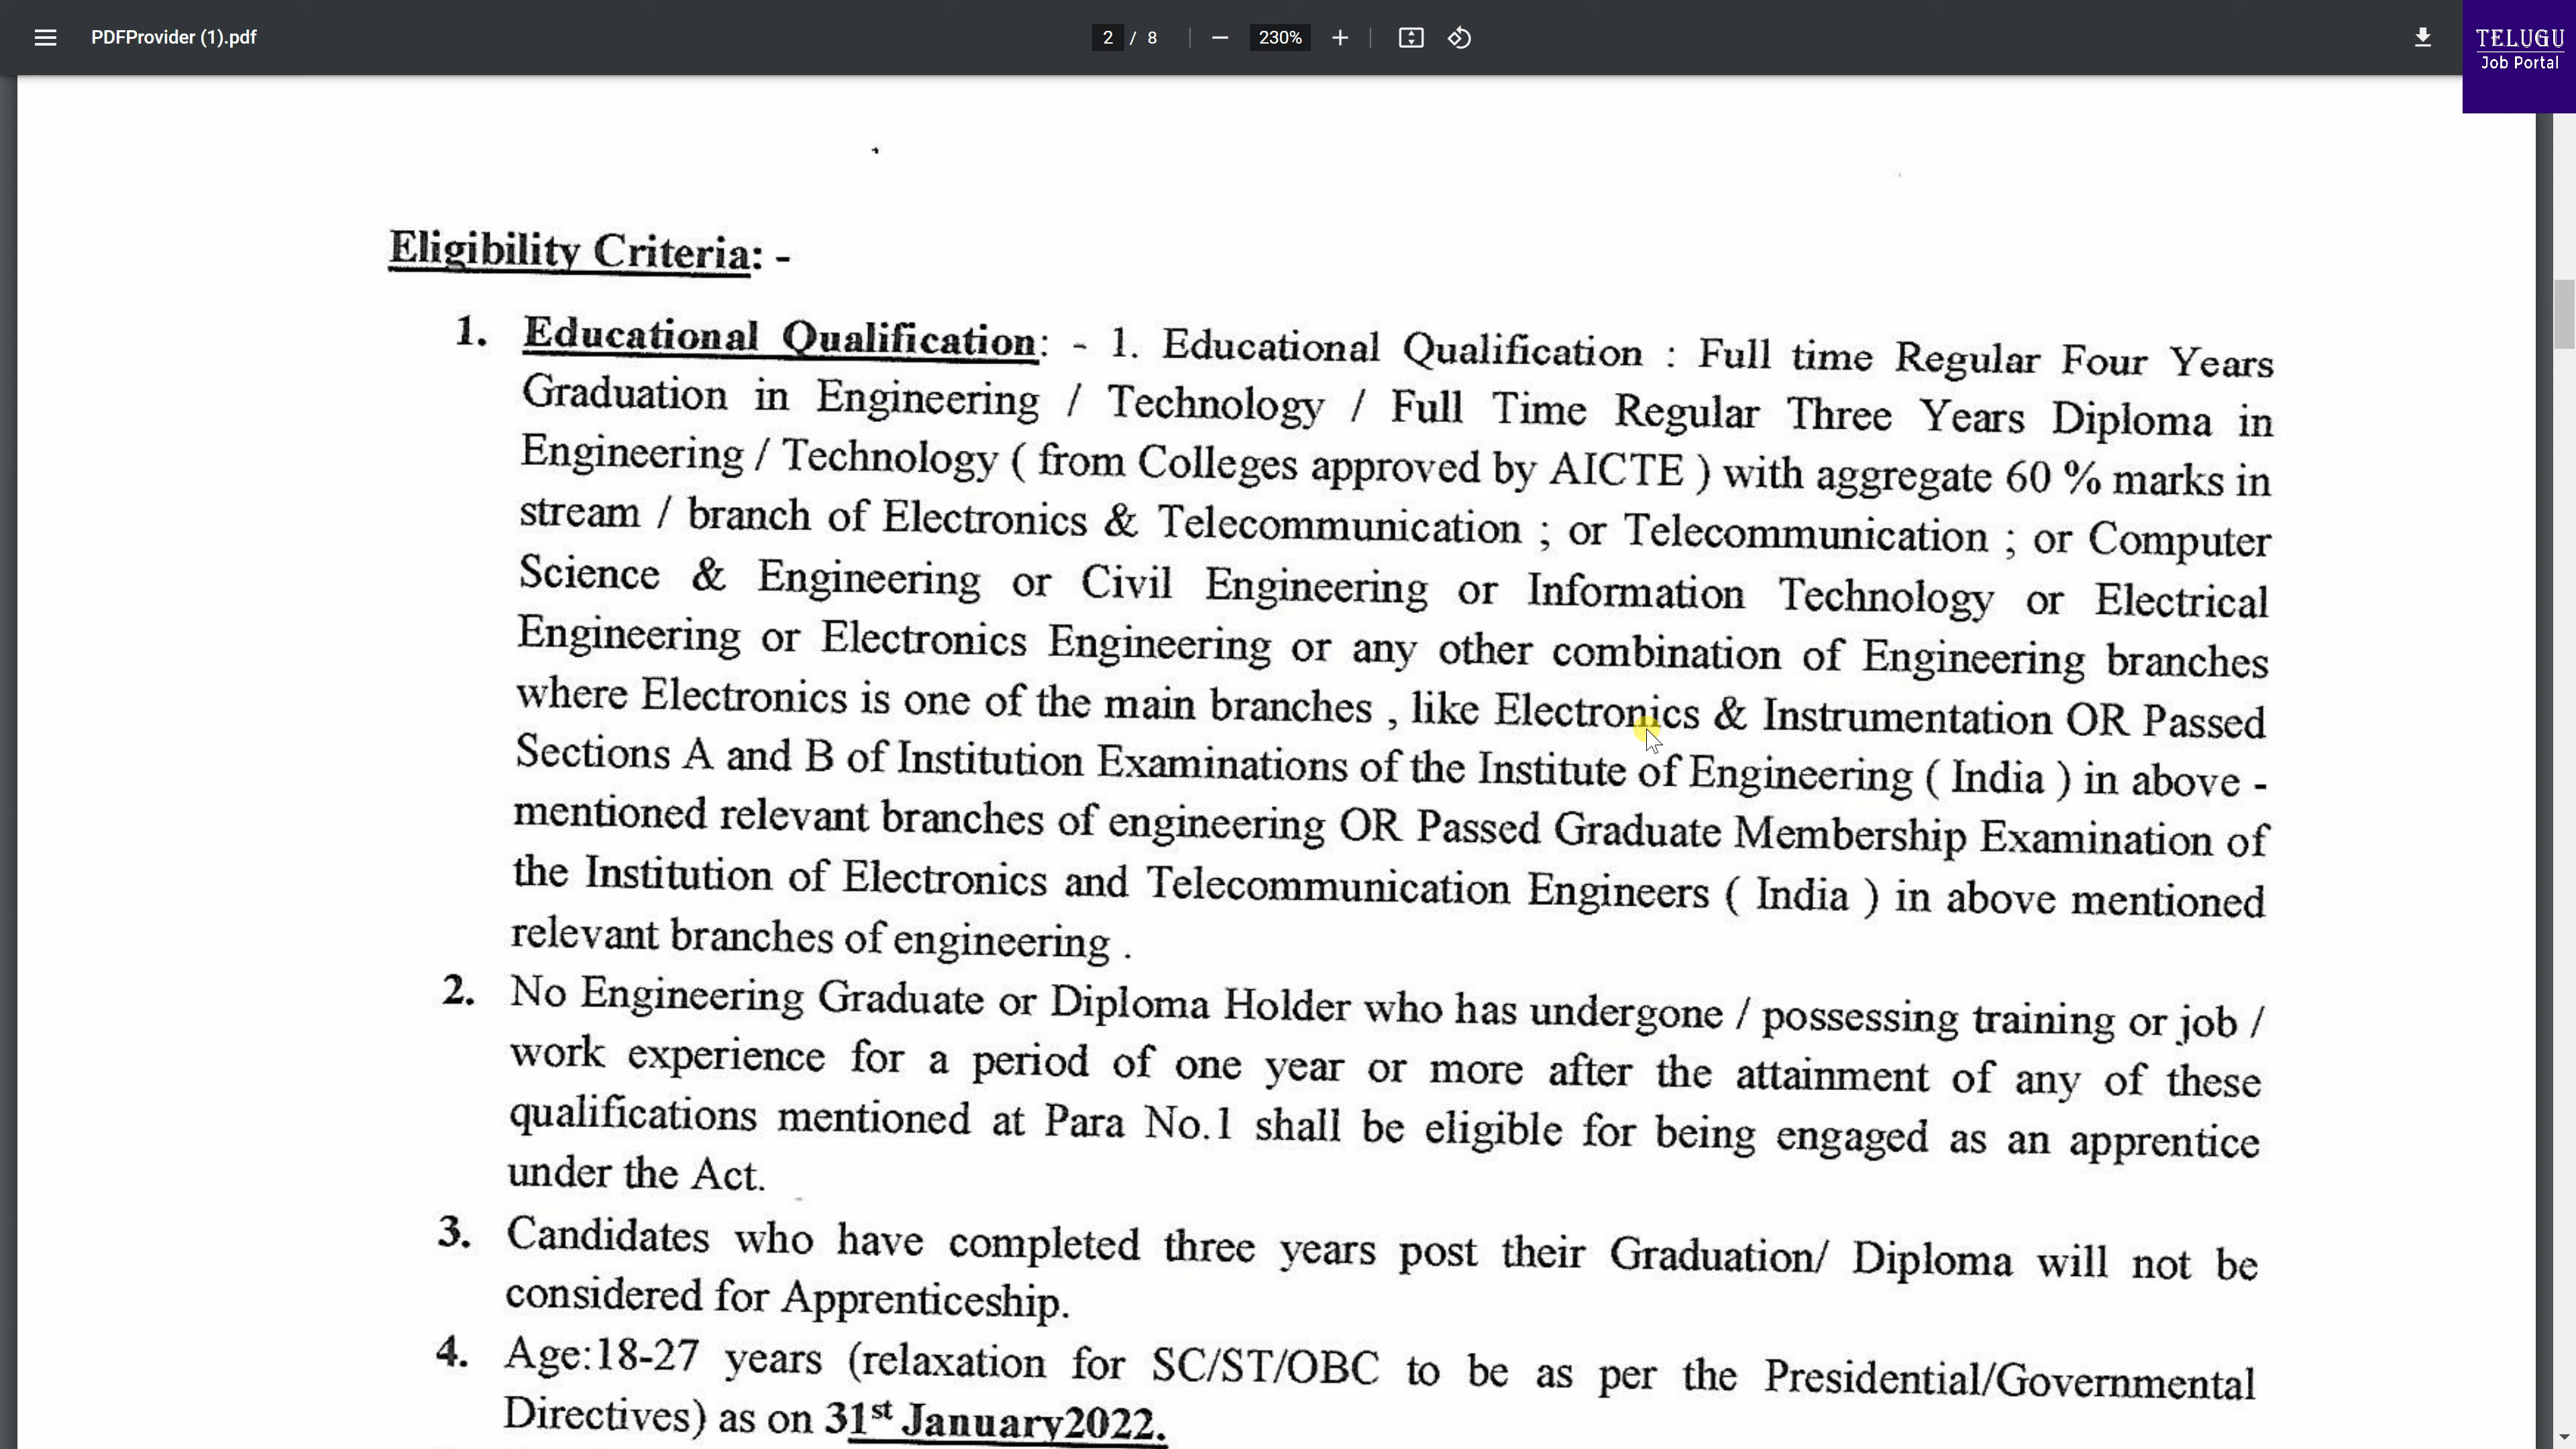 PDFProvider (1).pdf
2 / 8
230%
TELUGU
Job Portal
Eligibility Criteria: -
1. Educational Qualification: - 1. Educational Qualification : Full time Regular Four Years
Graduation in Engineering / Technology / Full Time Regular Three Years Diploma in
Engineering / Technology ( from Colleges approved by AICTE ) with aggregate 60 % marks in
stream / branch of Electronics & Telecommunication ; or Telecommunication ; or Computer
Science & Engineering or Civil Engineering or Information Technology or Electrical
Engineering or Electronics Engineering or any other combination of Engineering branches
where Electronics is one of the main branches , like Electronics & Instrumentation OR Passed
Sections A and B of Institution Examinations of the Institute of Engineering ( India ) in above -
mentioned relevant branches of engineering OR Passed Graduate Membership Examination of
the Institution of Electronics and Telecommunication Engineers ( India ) in above mentioned
relevant branches of engineering .
2. No Engineering Graduate or Diploma Holder who has undergone / possessing training or job /
work experience for a period of one year or more after the attainment of any of these
qualifications mentioned at Para No.1 shall be eligible for being engaged as an apprentice
under the Act.
3. Candidates who have completed three years post their Graduation/ Diploma will not be
considered for Apprenticeship.
4. Age:18-27 years (relaxation for SC/ST/OBC to be as per the Presidential/Governmental
Directives) as on 31st January2022.